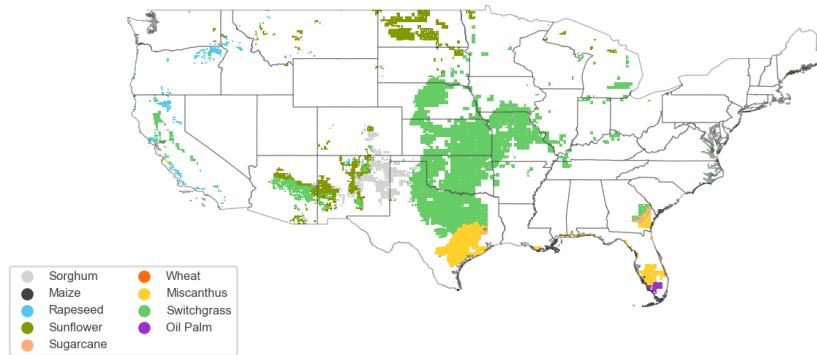 Sorghum
Maize
Rapeseed
Sunflower
Sugarcane
Wheat
Miscanthus
Switchgrass
Oil Palm